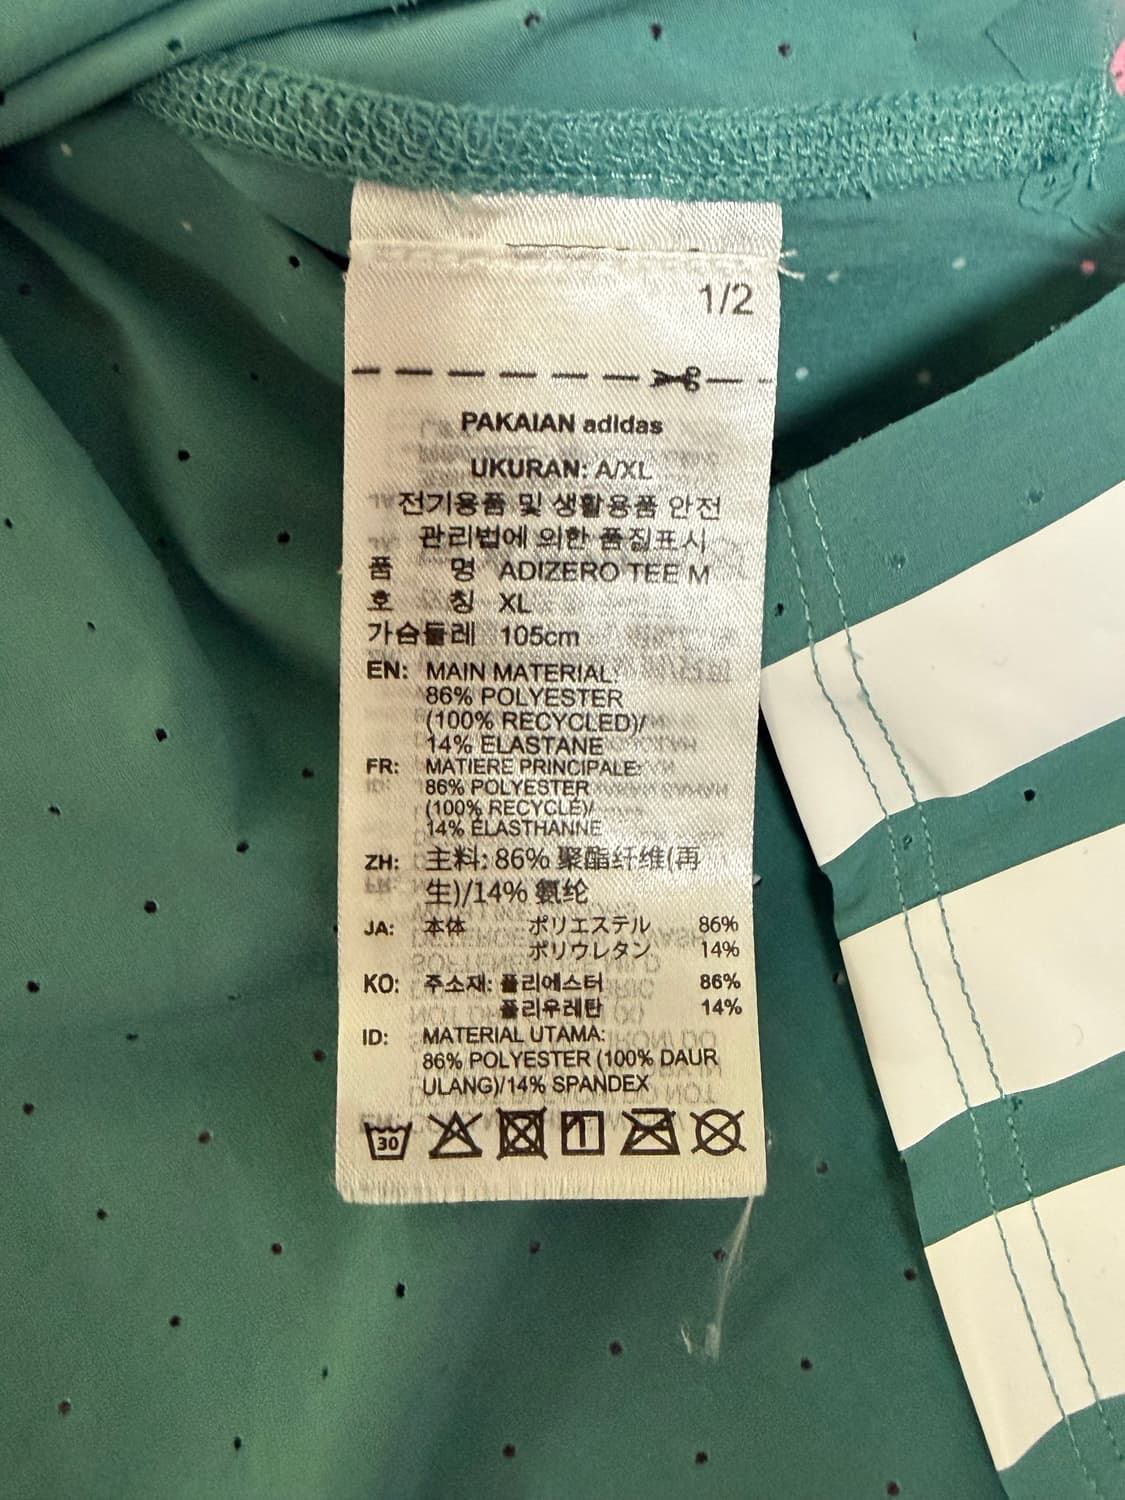 1/2
PAKAIAN adidas
UKURAN: A/XL
전기용품 및 생활용품 안전
관리법에 의한 품질표시
품 명 ADIZERO TEE M
호 칭 XL
가슴둘레 105cm
EN: MAIN MATERIAL:
86% POLYESTER
(100% RECYCLED)/
14% ELASTANE
FR: MATIERE PRINCIPALE:
86% POLYESTER
(100% RECYCLÉ)/
14% ÉLASTHANNE
ZH: 主料: 86% 聚酯纤维(再
生)/14% 氨纶
JA: 本体 ポリエステル 86%
ポリウレタン 14%
KO: 주소재: 폴리에스터 86%
폴리우레탄 14%
ID: MATERIAL UTAMA:
86% POLYESTER (100% DAUR
ULANG)/14% SPANDEX
30